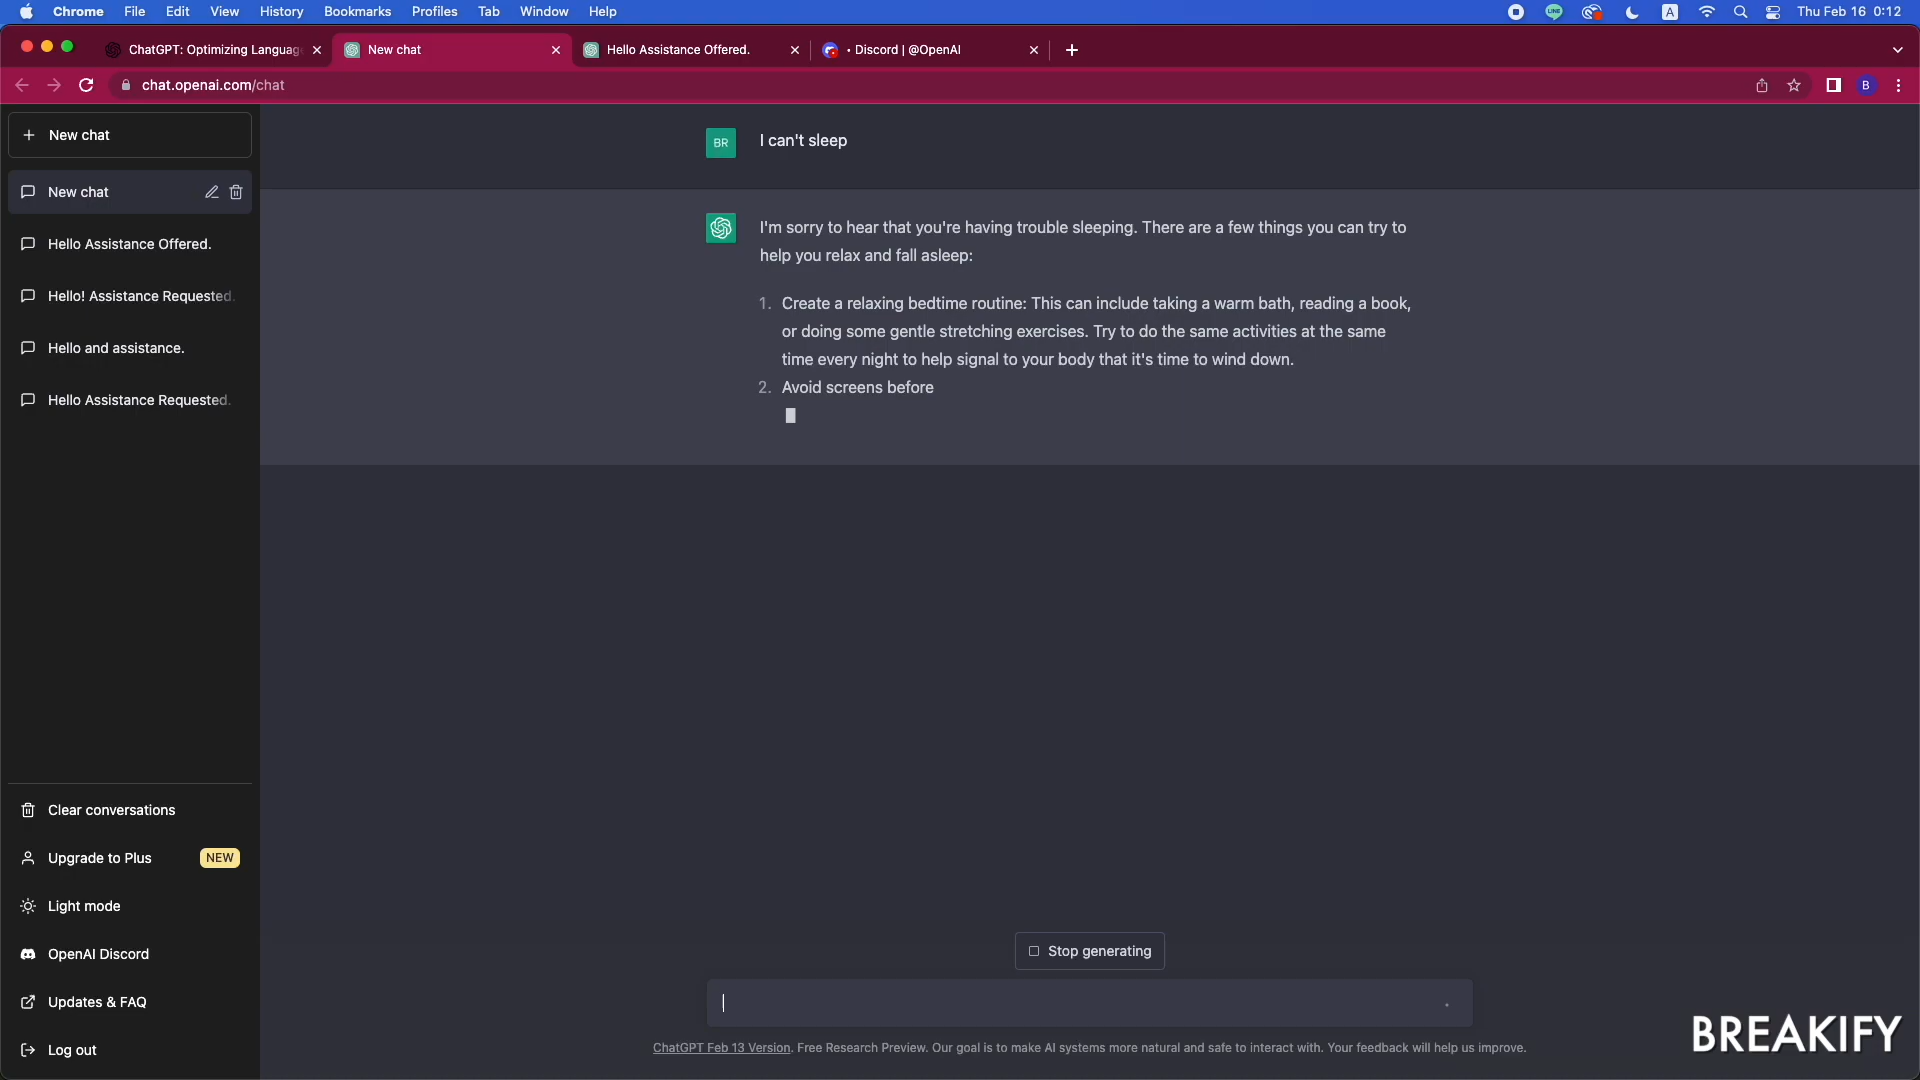 Chrome File Edit View History Bookmarks Profiles Tab Window Help
LINE A Thu Feb 16 0:12
ChatGPT: Optimizing Languag
New chat
Hello Assistance Offered.
• Discord | @OpenAI
chat.openai.com/chat
B
New chat
New chat
Hello Assistance Offered.
Hello! Assistance Requested.
Hello and assistance.
Hello Assistance Requested.
Clear conversations
Upgrade to Plus NEW
Light mode
OpenAI Discord
Updates & FAQ
Log out
BR I can't sleep
I'm sorry to hear that you're having trouble sleeping. There are a few things you can try to
help you relax and fall asleep:
1. Create a relaxing bedtime routine: This can include taking a warm bath, reading a book,
or doing some gentle stretching exercises. Try to do the same activities at the same
time every night to help signal to your body that it's time to wind down.
2. Avoid screens before
Stop generating
ChatGPT Feb 13 Version. Free Research Preview. Our goal is to make AI systems more natural and safe to interact with. Your feedback will help us improve.
BREAKIFY